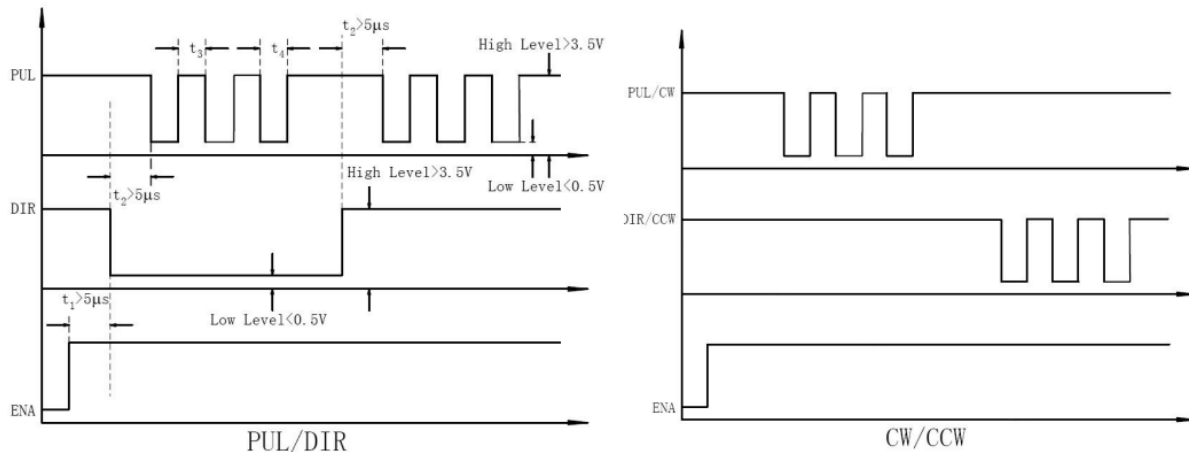 t₂>5μs
t₃
t₄
High Level>3.5V
PUL
Low Level<0.5V
t₂>5μs
High Level>3.5V
DIR
t₁>5μs
Low Level<0.5V
ENA
PUL/DIR
PUL/CW
DIR/CCW
ENA
CW/CCW